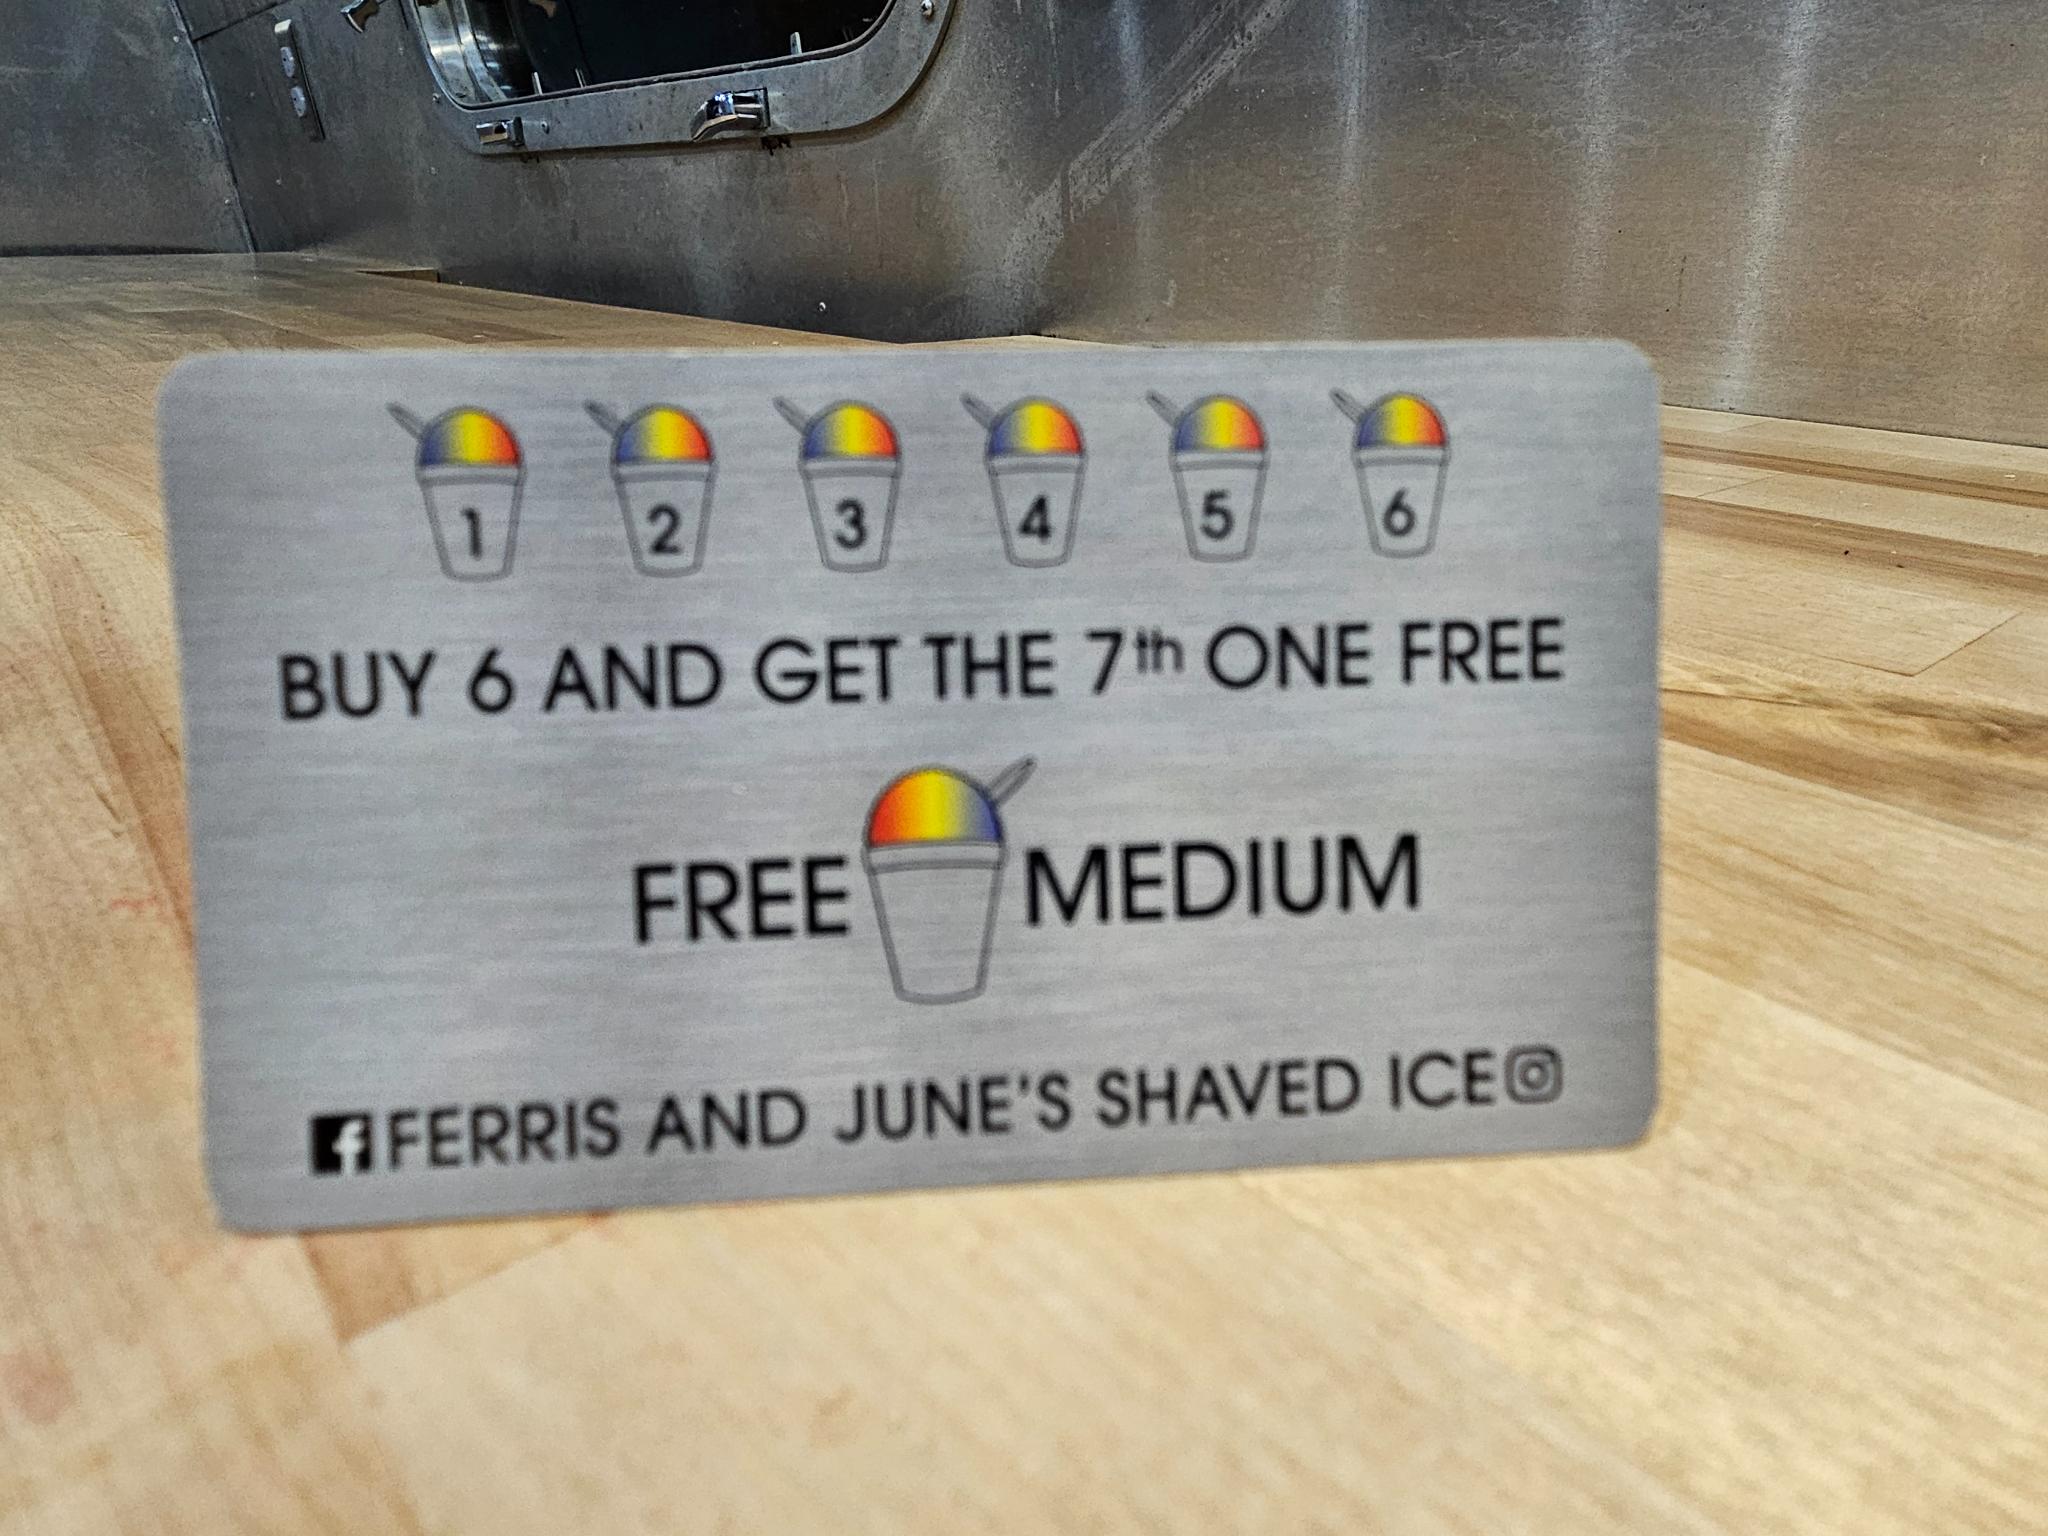 1 2 3 4 5 6
BUY 6 AND GET THE 7th ONE FREE
FREE MEDIUM
FERRIS AND JUNE'S SHAVED ICE